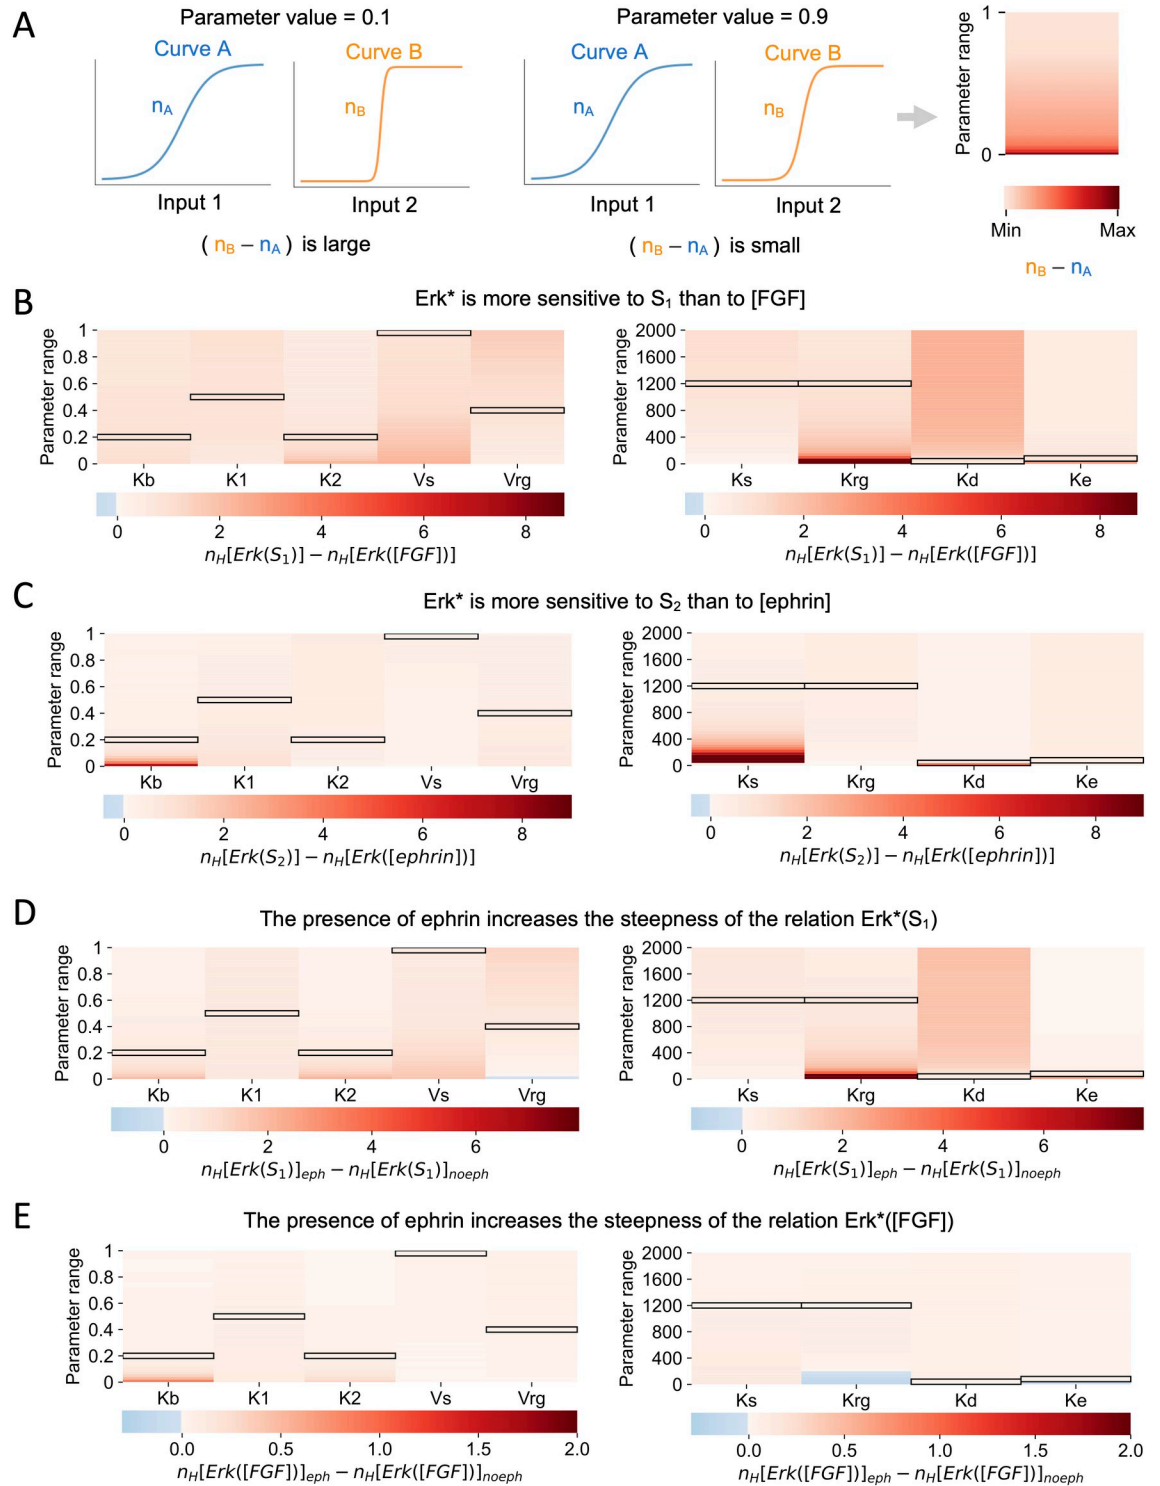 A
Parameter value = 0.1
Parameter value = 0.9
Curve A
Curve B
Curve A
Curve B
nA
nB
nA
nB
Input 1
Input 2
Input 1
Input 2
( nB − nA ) is large
( nB − nA ) is small
Parameter range
1
0
Min
Max
nB − nA
B
Erk* is more sensitive to S1 than to [FGF]
Parameter range
1
0.8
0.6
0.4
0.2
0
Kb K1 K2 Vs Vrg
0 2 4 6 8
nH[Erk(S1)] − nH[Erk([FGF])]
Parameter range
2000
1600
1200
800
400
0
Ks Krg Kd Ke
0 2 4 6 8
nH[Erk(S1)] − nH[Erk([FGF])]
C
Erk* is more sensitive to S2 than to [ephrin]
Parameter range
1
0.8
0.6
0.4
0.2
0
Kb K1 K2 Vs Vrg
0 2 4 6 8
nH[Erk(S2)] − nH[Erk([ephrin])]
Parameter range
2000
1600
1200
800
400
0
Ks Krg Kd Ke
0 2 4 6 8
nH[Erk(S2)] − nH[Erk([ephrin])]
D
The presence of ephrin increases the steepness of the relation Erk*(S1)
Parameter range
1
0.8
0.6
0.4
0.2
0
Kb K1 K2 Vs Vrg
0 2 4 6
nH[Erk(S1)]eph − nH[Erk(S1)]noeph
Parameter range
2000
1600
1200
800
400
0
Ks Krg Kd Ke
0 2 4 6
nH[Erk(S1)]eph − nH[Erk(S1)]noeph
E
The presence of ephrin increases the steepness of the relation Erk*([FGF])
Parameter range
1
0.8
0.6
0.4
0.2
0
Kb K1 K2 Vs Vrg
0.0 0.5 1.0 1.5 2.0
nH[Erk([FGF])]eph − nH[Erk([FGF])]noeph
Parameter range
2000
1600
1200
800
400
0
Ks Krg Kd Ke
0.0 0.5 1.0 1.5 2.0
nH[Erk([FGF])]eph − nH[Erk([FGF])]noeph